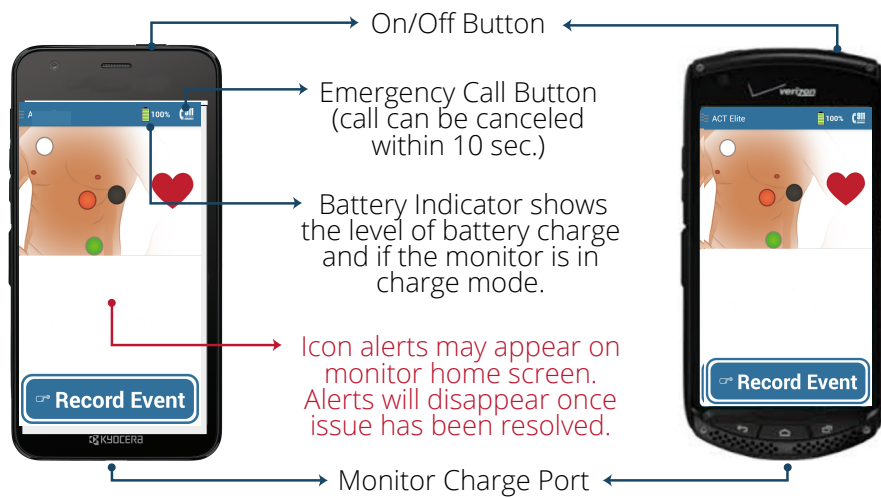 On/Off Button
Emergency Call Button
(call can be canceled
within 10 sec.)
Battery Indicator shows
the level of battery charge
and if the monitor is in
charge mode.
Icon alerts may appear on
monitor home screen.
Alerts will disappear once
issue has been resolved.
Monitor Charge Port
A
100%
Record Event
KYOCERA
verizon
ACT Elite
100%
Record Event